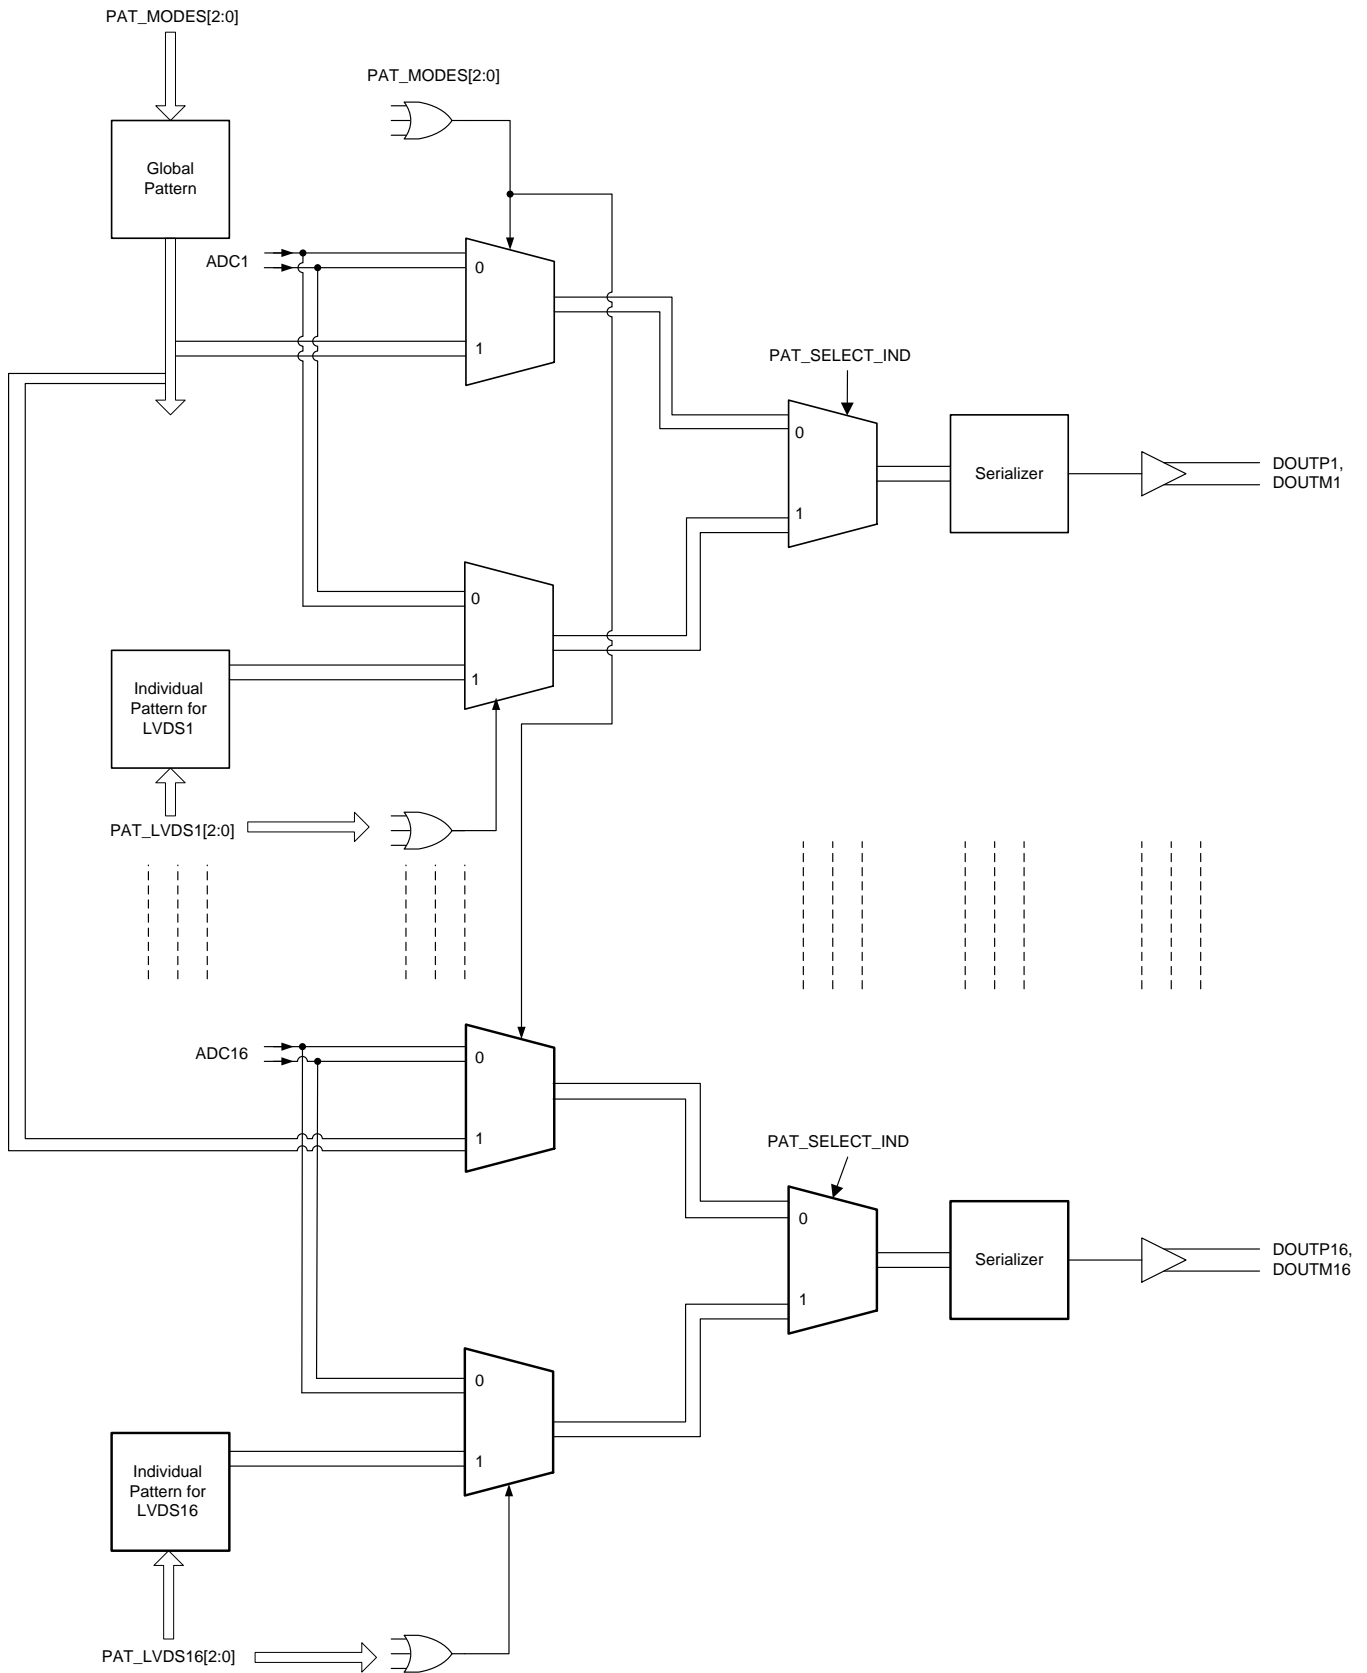 PAT_MODES[2:0]
PAT_MODES[2:0]
Global
Pattern
ADC1
0
1
PAT_SELECT_IND
0
1
Serializer
DOUTP1,
DOUTM1
0
1
Individual
Pattern for
LVDS1
PAT_LVDS1[2:0]
ADC16
0
1
PAT_SELECT_IND
0
1
Serializer
DOUTP16,
DOUTM16
0
1
Individual
Pattern for
LVDS16
PAT_LVDS16[2:0]